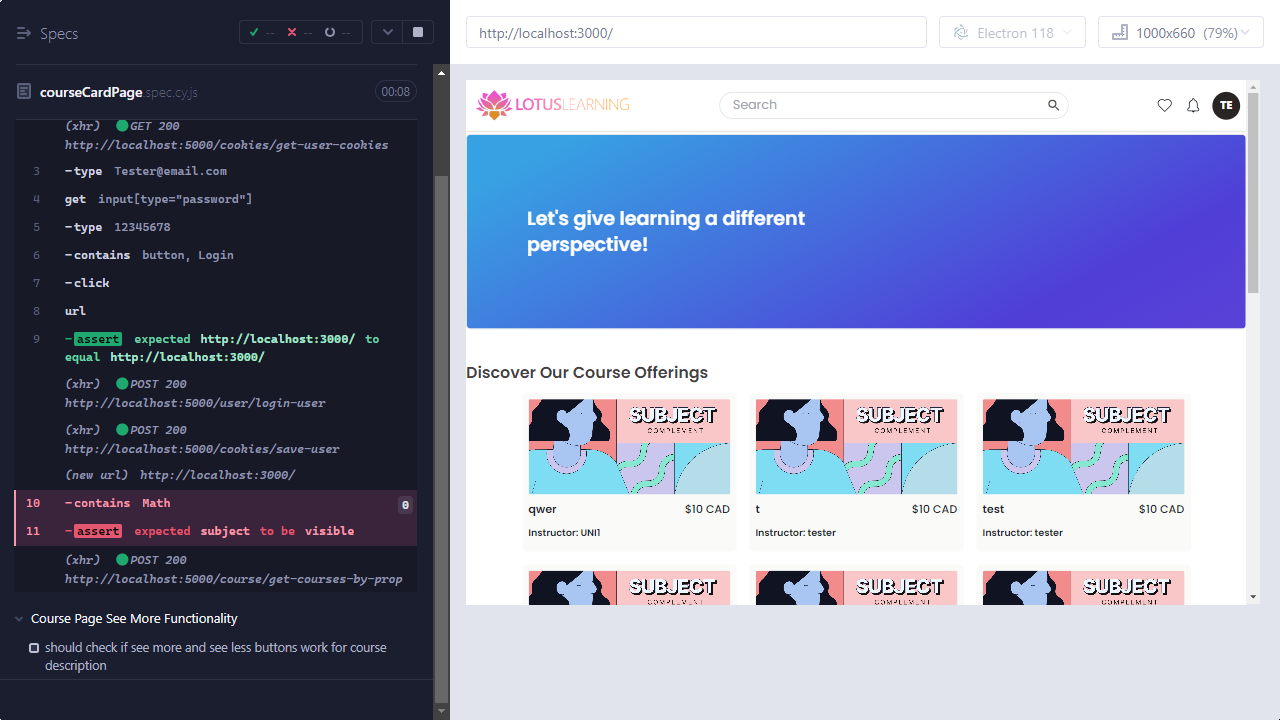 Specs
-- -- --
courseCardPage.spec.cy.js
00:08
(xhr) GET 200
http://localhost:5000/cookies/get-user-cookies
3 -type Tester@email.com
4 get input[type="password"]
5 -type 12345678
6 -contains button, Login
7 -click
8 url
9 -assert expected http://localhost:3000/ to
equal http://localhost:3000/
(xhr) POST 200
http://localhost:5000/user/login-user
(xhr) POST 200
http://localhost:5000/cookies/save-user
(new url) http://localhost:3000/
10 -contains Math 0
11 -assert expected subject to be visible
(xhr) POST 200
http://localhost:5000/course/get-courses-by-prop
Course Page See More Functionality
should check if see more and see less buttons work for course
description
http://localhost:3000/
Electron 118
1000x660 (79%)
LOTUSLEARNING
Search
TE
Let's give learning a different
perspective!
Discover Our Course Offerings
SUBJECT
COMPLEMENT
SUBJECT
COMPLEMENT
SUBJECT
COMPLEMENT
qwer $10 CAD
Instructor: UNI1
t $10 CAD
Instructor: tester
test $10 CAD
Instructor: tester
SUBJECT
COMPLEMENT
SUBJECT
COMPLEMENT
SUBJECT
COMPLEMENT